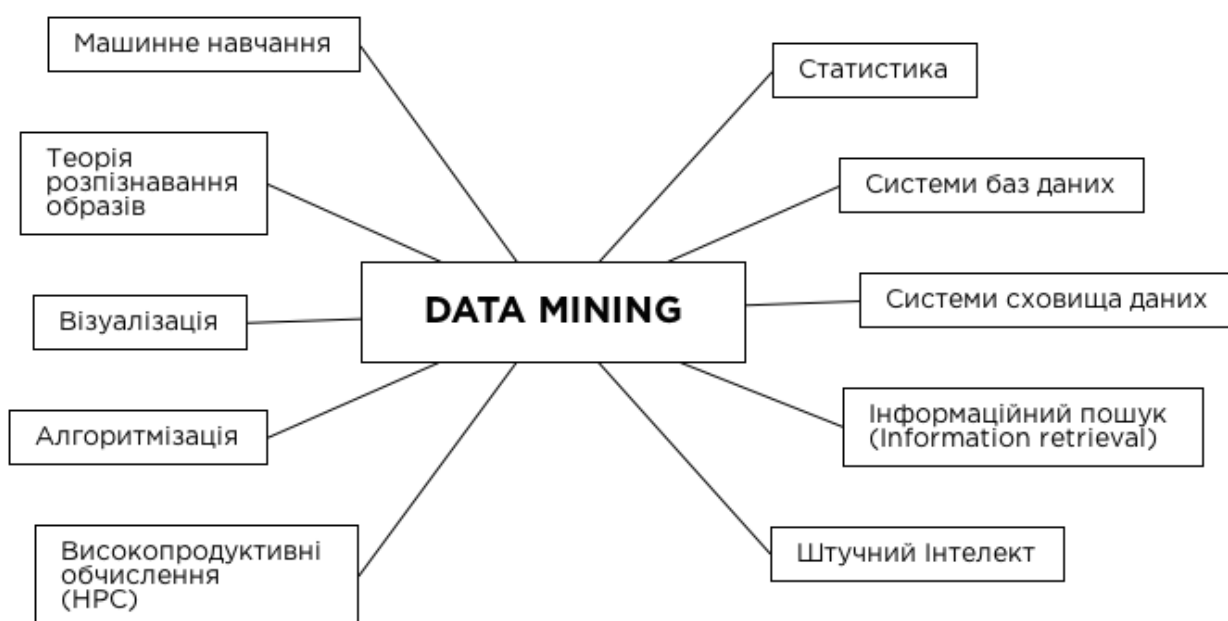 Машинне навчання
Статистика
Теорія
розпізнавання
образів
Системи баз даних
DATA MINING
Візуалізація
Системи сховища даних
Алгоритмізація
Інформаційний пошук
(Information retrieval)
Високопродуктивні
обчислення
(HPC)
Штучний Інтелект